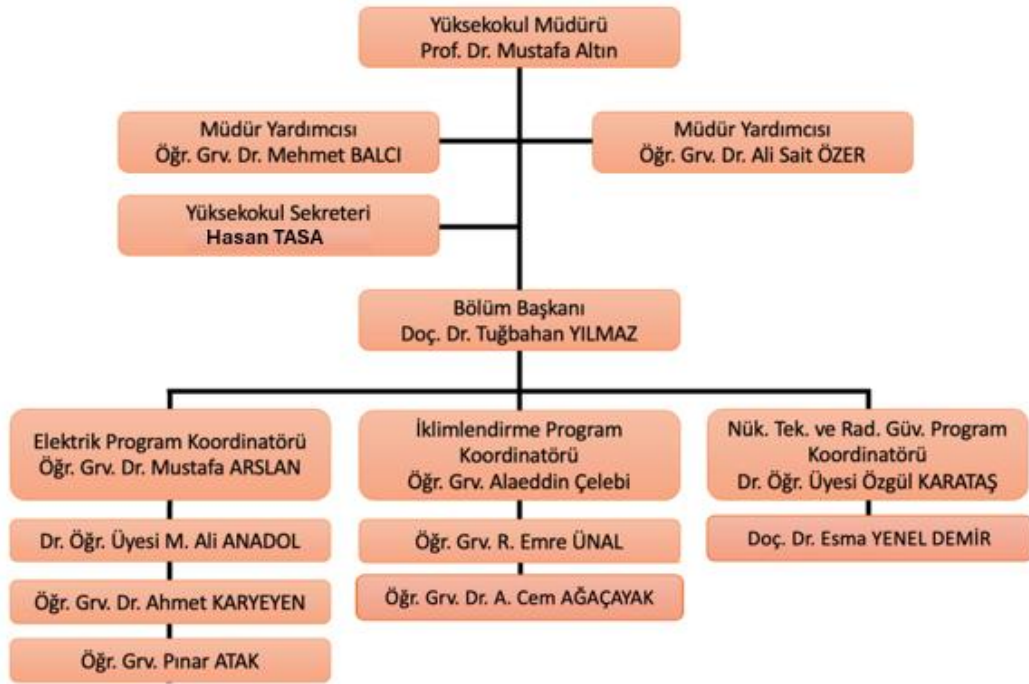 Yüksekokul Müdürü
Prof. Dr. Mustafa Altın
Müdür Yardımcısı
Öğr. Grv. Dr. Mehmet BALCI
Müdür Yardımcısı
Öğr. Grv. Dr. Ali Sait ÖZER
Yüksekokul Sekreteri
Hasan TASA
Bölüm Başkanı
Doç. Dr. Tuğbahan YILMAZ
Elektrik Program Koordinatörü
Öğr. Grv. Dr. Mustafa ARSLAN
Dr. Öğr. Üyesi M. Ali ANADOL
Öğr. Grv. Dr. Ahmet KARYEYEN
Öğr. Grv. Pınar ATAK
İklimlendirme Program
Koordinatörü
Öğr. Grv. Alaeddin Çelebi
Öğr. Grv. R. Emre ÜNAL
Öğr. Grv. Dr. A. Cem AĞAÇAYAK
Nük. Tek. ve Rad. Güv. Program
Koordinatörü
Dr. Öğr. Üyesi Özgül KARATAŞ
Doç. Dr. Esma YENEL DEMİR